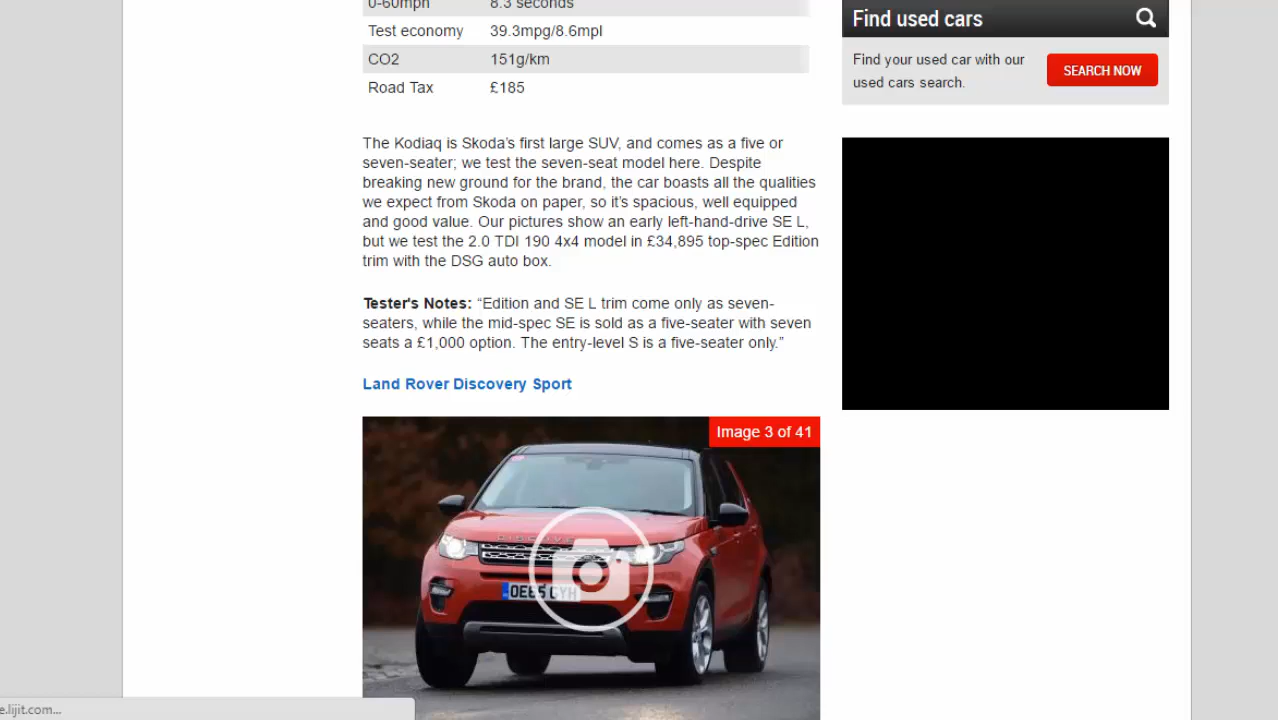 0-60mph 8.3 seconds
Test economy 39.3mpg/8.6mpl
CO2 151g/km
Road Tax £185
The Kodiaq is Skoda’s first large SUV, and comes as a five or
seven-seater; we test the seven-seat model here. Despite
breaking new ground for the brand, the car boasts all the qualities
we expect from Skoda on paper, so it’s spacious, well equipped
and good value. Our pictures show an early left-hand-drive SE L,
but we test the 2.0 TDI 190 4x4 model in £34,895 top-spec Edition
trim with the DSG auto box.
Tester's Notes: “Edition and SE L trim come only as seven-
seaters, while the mid-spec SE is sold as a five-seater with seven
seats a £1,000 option. The entry-level S is a five-seater only.”
Land Rover Discovery Sport
Image 3 of 41
Find used cars
Find your used car with our
used cars search.
SEARCH NOW
e.lijit.com...